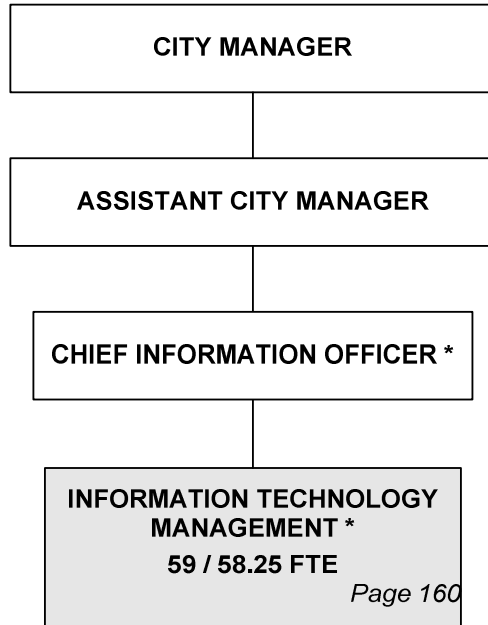 CITY MANAGER
ASSISTANT CITY MANAGER
CHIEF INFORMATION OFFICER *
INFORMATION TECHNOLOGY
MANAGEMENT *
59 / 58.25 FTE
Page 160